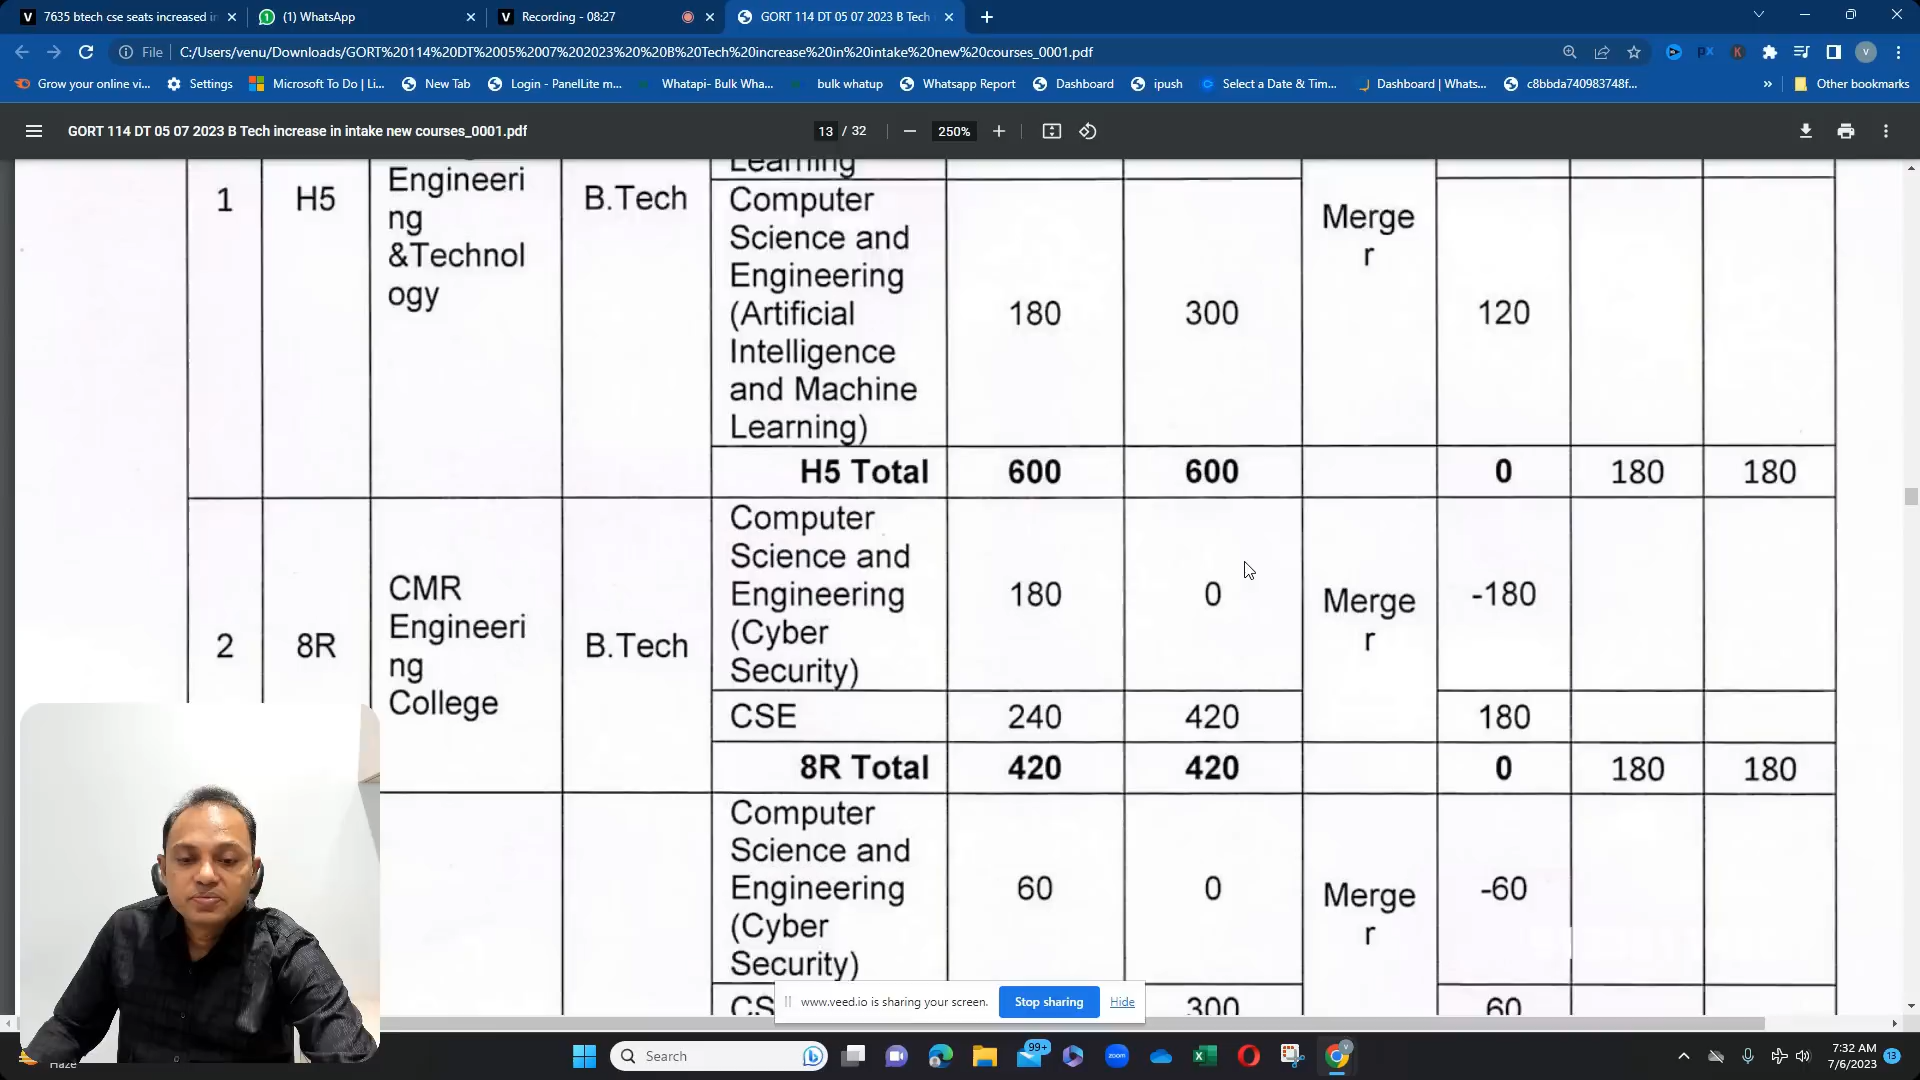 7635 btech cse seats increased in
(1) WhatsApp
Recording - 08:27
GORT 114 DT 05 07 2023 B Tech
File
C:/Users/venu/Downloads/GORT%20114%20DT%2005%2007%202023%20%20B%20Tech%20increase%20in%20intake%20new%20courses_0001.pdf
Grow your online vi...
Settings
Microsoft To Do | Li...
New Tab
Login - PanelLite m...
Whatapi- Bulk Wha...
bulk whatup
Whatsapp Report
Dashboard
ipush
Select a Date & Tim...
Dashboard | Whats...
c8bbda740983748f...
»
Other bookmarks
GORT 114 DT 05 07 2023 B Tech increase in intake new courses_0001.pdf
13 / 32
250%
1
H5
Engineeri
ng
&Technol
ogy
B.Tech
Learning
Computer
Science and
Engineering
(Artificial
Intelligence
and Machine
Learning)
180
300
Merge
r
120
H5 Total
600
600
0
180
180
2
8R
CMR
Engineeri
ng
College
B.Tech
Computer
Science and
Engineering
(Cyber
Security)
180
0
Merge
r
-180
CSE
240
420
180
8R Total
420
420
0
180
180
Computer
Science and
Engineering
(Cyber
Security)
60
0
Merge
r
-60
300
60
www.veed.io is sharing your screen.
Stop sharing
Hide
Haze
Search
99+
zoom
7:32 AM
7/6/2023
13